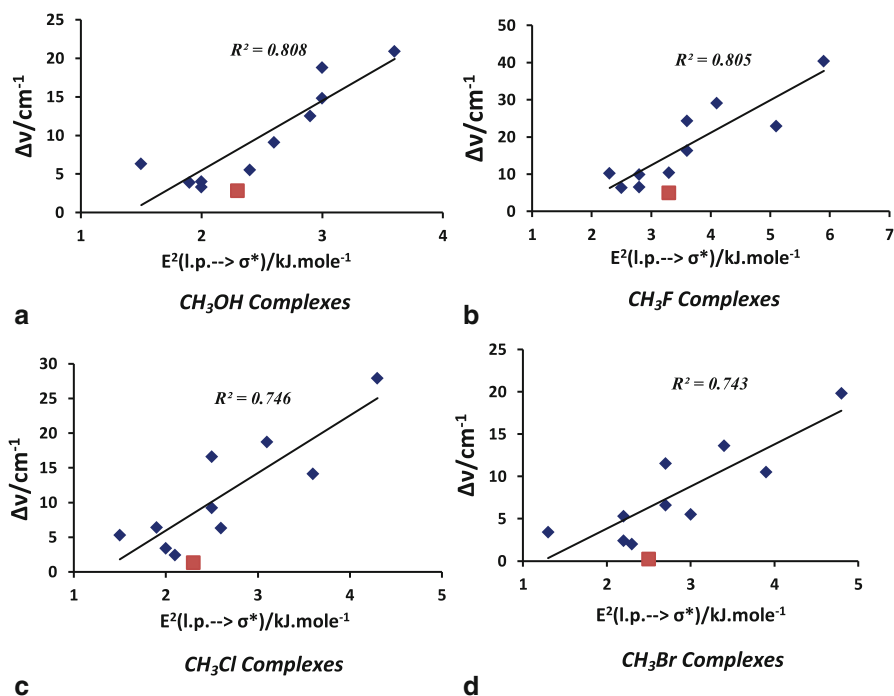 25
20
15
10
5
0
Δν/cm⁻¹
R² = 0.808
1 2 3 4
E²(l.p.--> σ*)/kJ.mole⁻¹
a
CH₃OH Complexes
50
40
30
20
10
0
Δν/cm⁻¹
R² = 0.805
1 2 3 4 5 6 7
E²(l.p.--> σ*)/kJ.mole⁻¹
b
CH₃F Complexes
30
25
20
15
10
5
0
Δν/cm⁻¹
R² = 0.746
1 2 3 4 5
E²(l.p.--> σ*)/kJ.mole⁻¹
c
CH₃Cl Complexes
25
20
15
10
5
0
Δν/cm⁻¹
R² = 0.743
1 2 3 4 5
E²(l.p.--> σ*)/kJ.mole⁻¹
d
CH₃Br Complexes